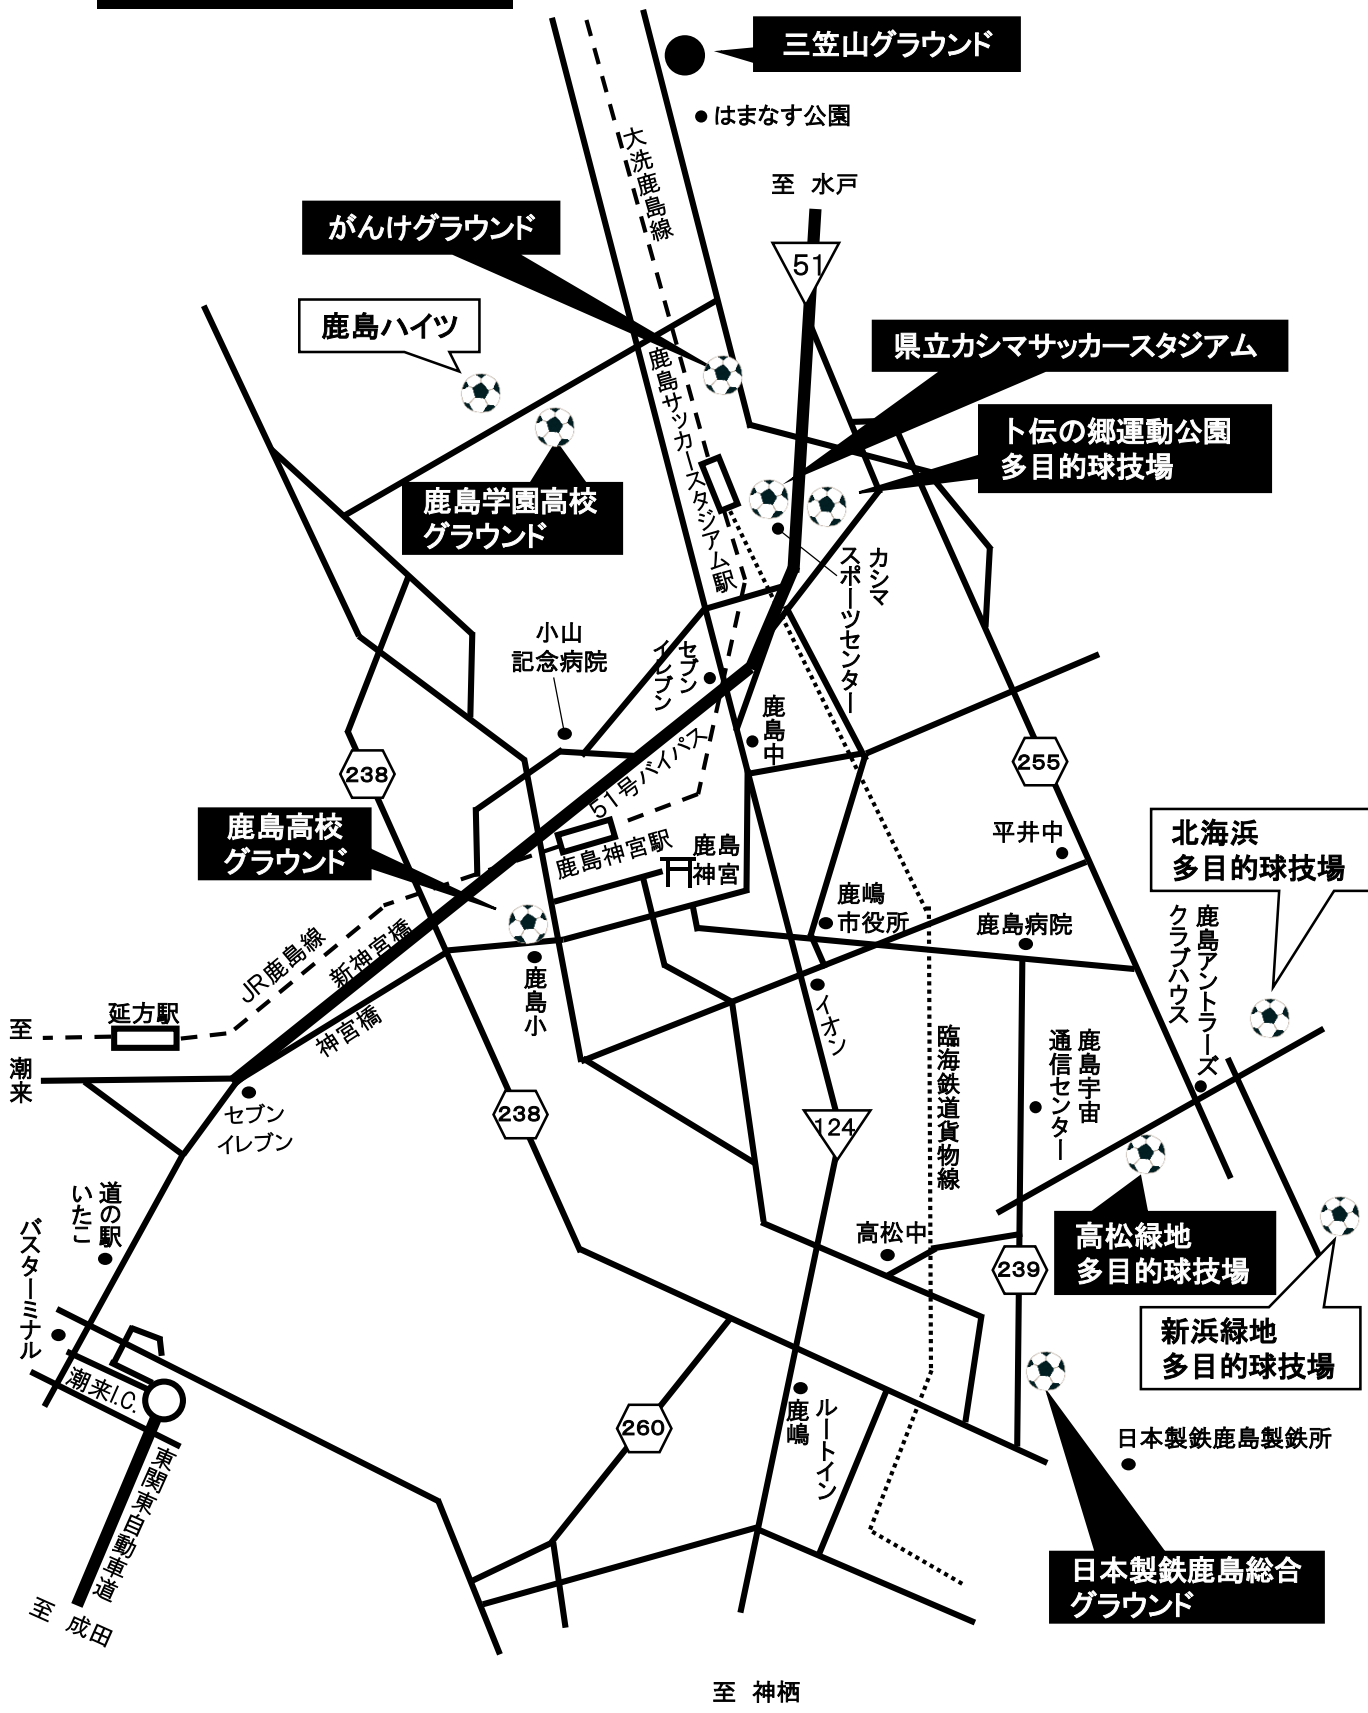 三笠山グラウンド
はまなす公園
大洗鹿島線
至 水戸
がんけグラウンド
51
鹿島ハイツ
県立カシマサッカースタジアム
鹿島サッカースタジアム駅
卜伝の郷運動公園
多目的球技場
鹿島学園高校
グラウンド
カシマ
スポーツセンター
小山
記念病院
セブン
イレブン
鹿島中
238
51号バイパス
255
鹿島高校
グラウンド
鹿島神宮駅
鹿島
神宮
平井中
北海浜
多目的球技場
鹿嶋
市役所
鹿島病院
鹿島アントラーズ
クラブハウス
JR鹿島線
新神宮橋
鹿島小
延方駅
神宮橋
イオン
至
潮来
臨海鉄道貨物線
鹿島宇宙
通信センター
セブン
イレブン
238
124
道の駅
いたこ
高松中
バスターミナル
239
高松緑地
多目的球技場
新浜緑地
多目的球技場
潮来I.C.
260
ルートイン
鹿嶋
日本製鉄鹿島製鉄所
東関東自動車道
日本製鉄鹿島総合
グラウンド
至 成田
至 神栖